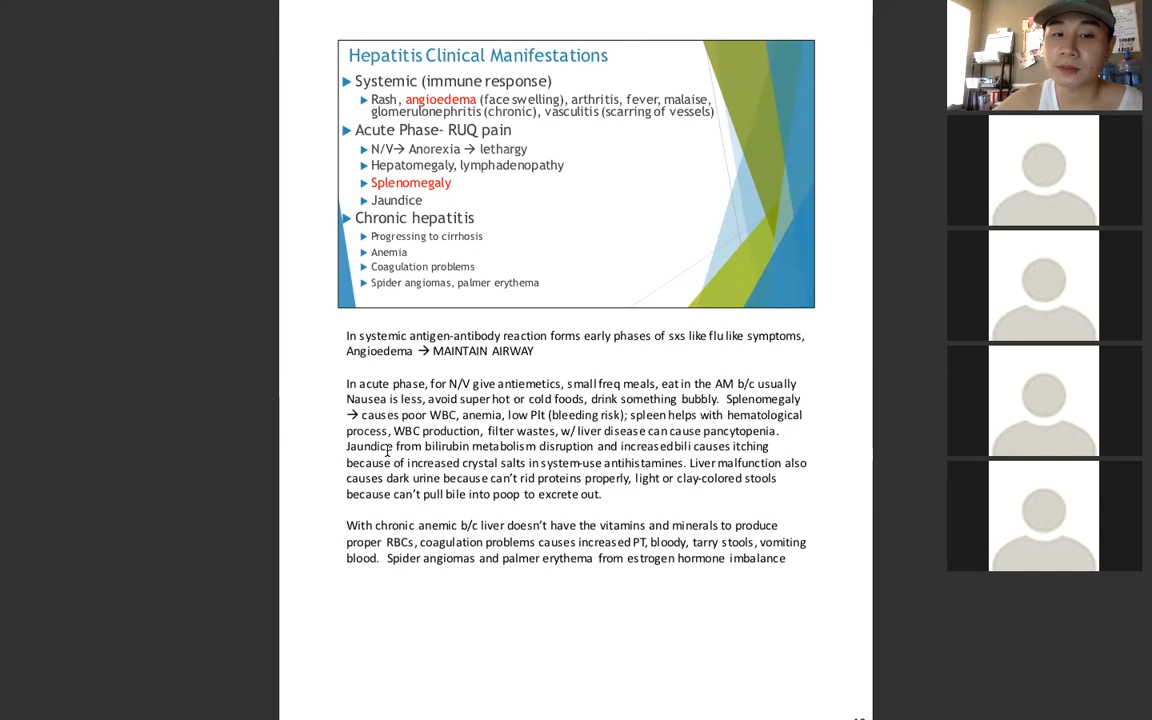 Hepatitis Clinical Manifestations
Systemic (immune response)
Rash, angioedema (face swelling), arthritis, fever, malaise,
glomerulonephritis (chronic), vasculitis (scarring of vessels)
Acute Phase- RUQ pain
N/V→ Anorexia → lethargy
Hepatomegaly, lymphadenopathy
Splenomegaly
Jaundice
Chronic hepatitis
Progressing to cirrhosis
Anemia
Coagulation problems
Spider angiomas, palmer erythema
In systemic antigen-antibody reaction forms early phases of sxs like flu like symptoms,
Angioedema → MAINTAIN AIRWAY
In acute phase, for N/V give antiemetics, small freq meals, eat in the AM b/c usually
Nausea is less, avoid super hot or cold foods, drink something bubbly. Splenomegaly
→ causes poor WBC, anemia, low Plt (bleeding risk); spleen helps with hematological
process, WBC production, filter wastes, w/ liver disease can cause pancytopenia.
Jaundice from bilirubin metabolism disruption and increased bili causes itching
because of increased crystal salts in system-use antihistamines. Liver malfunction also
causes dark urine because can't rid proteins properly, light or clay-colored stools
because can't pull bile into poop to excrete out.
With chronic anemic b/c liver doesn't have the vitamins and minerals to produce
proper RBCs, coagulation problems causes increased PT, bloody, tarry stools, vomiting
blood. Spider angiomas and palmer erythema from estrogen hormone imbalance